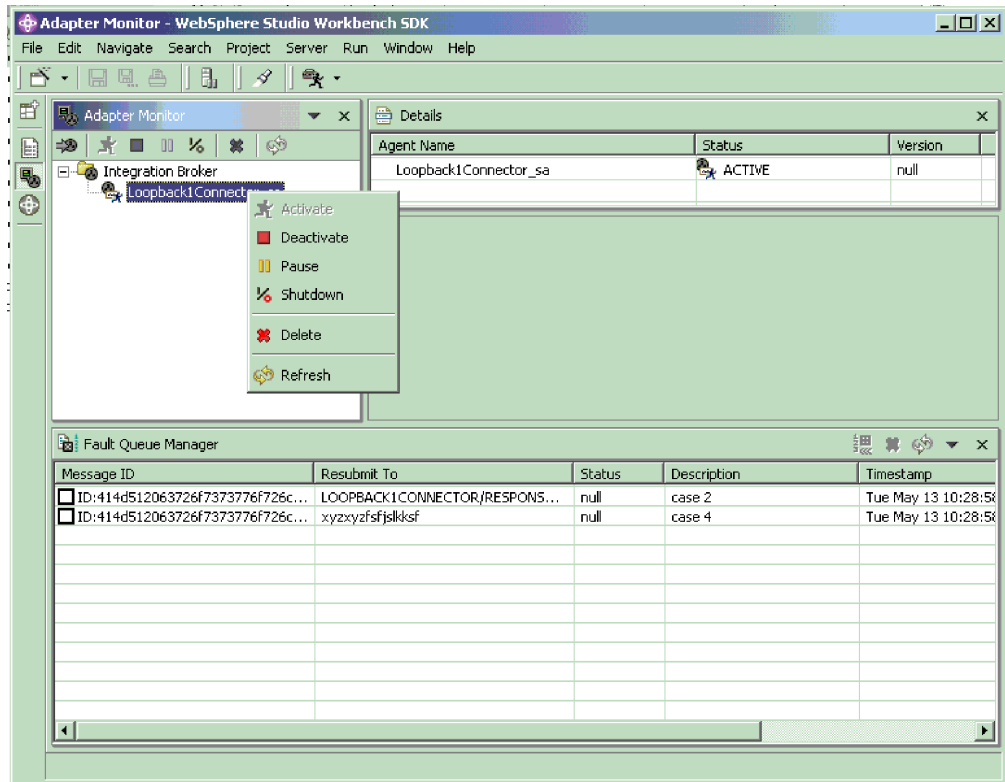 Adapter Monitor - WebSphere Studio Workbench SDK
File Edit Navigate Search Project Server Run Window Help
Adapter Monitor
Integration Broker
Loopback1Connector_sa
Activate
Deactivate
Pause
Shutdown
Delete
Refresh
Details
Agent Name Status Version
Loopback1Connector_sa ACTIVE null
Fault Queue Manager
Message ID Resubmit To Status Description Timestamp
ID:414d512063726f7373776f726c... LOOPBACK1CONNECTOR/RESPONS... null case 2 Tue May 13 10:28:58
ID:414d512063726f7373776f726c... xyzxyzfsfjslkksf null case 4 Tue May 13 10:28:58